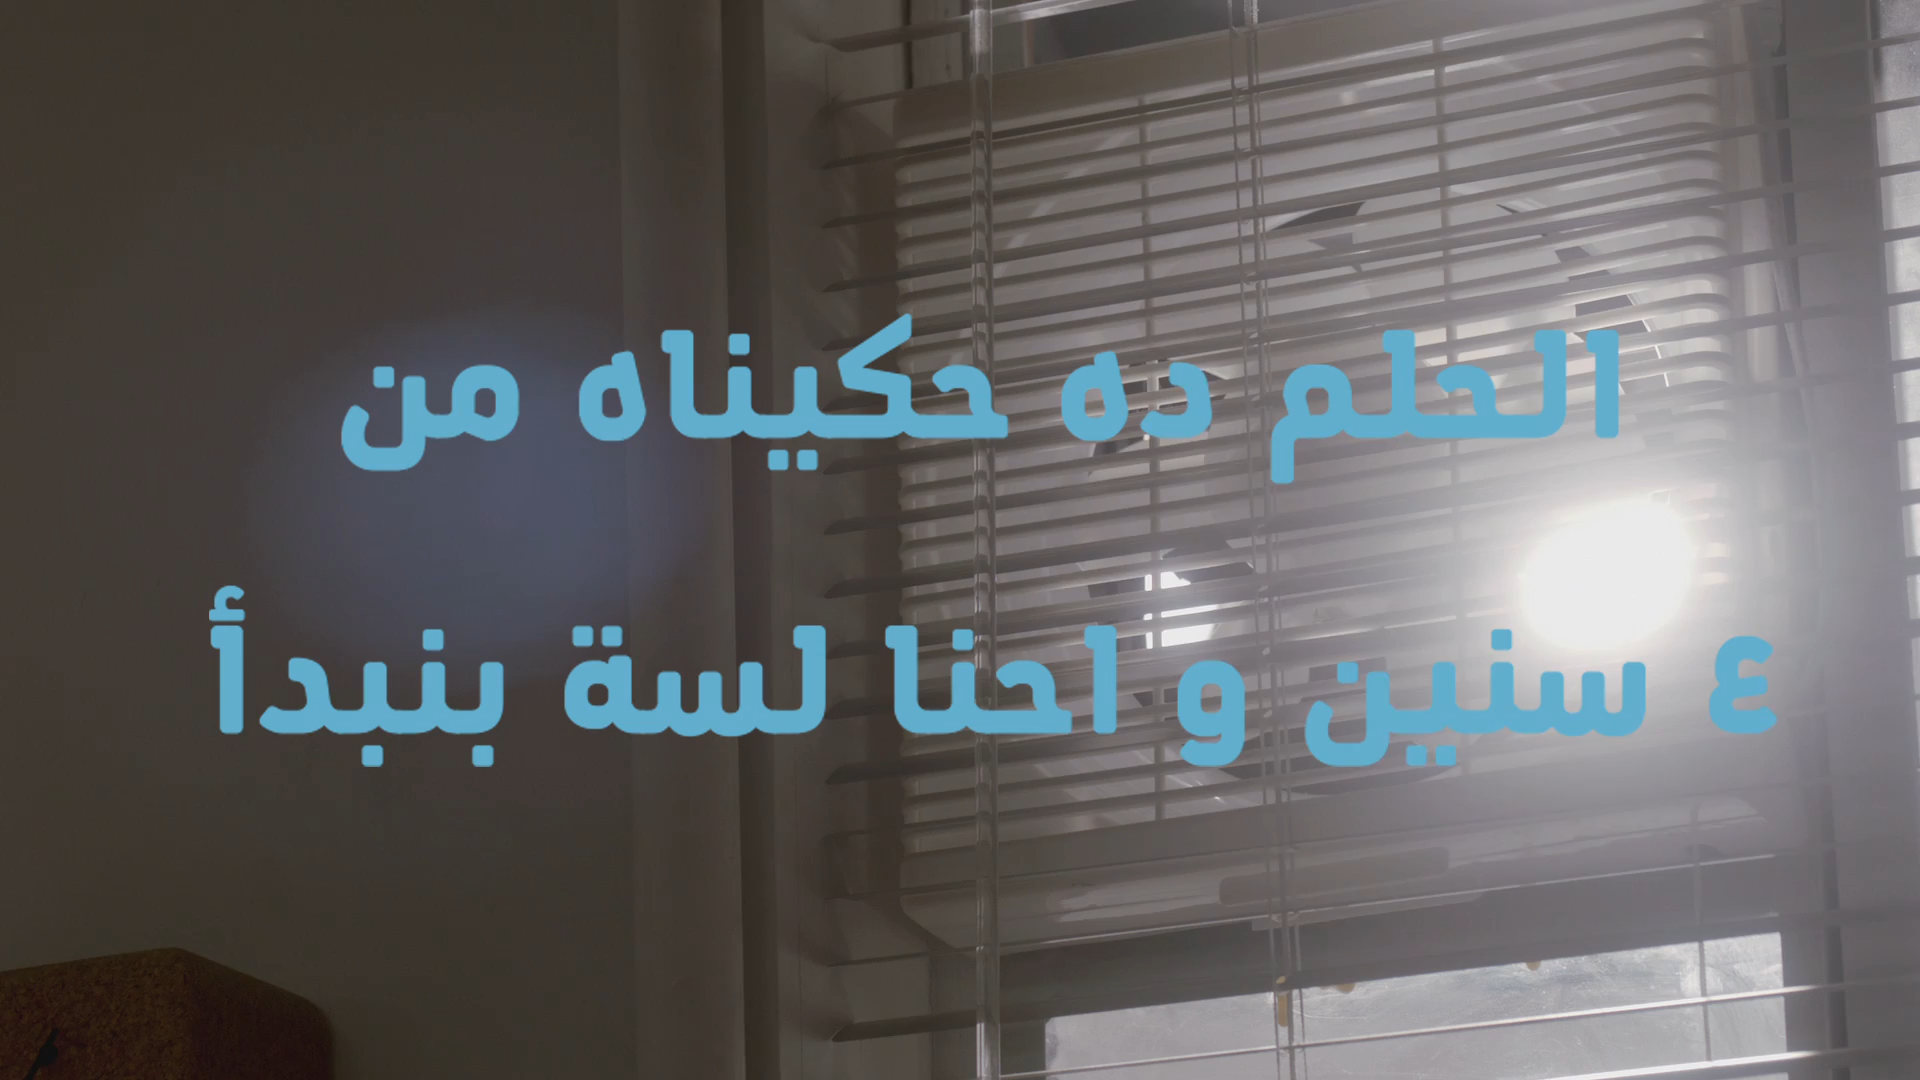 الحلم ده حكيناه من
٤ سنين و احنا لسة بنبدأ